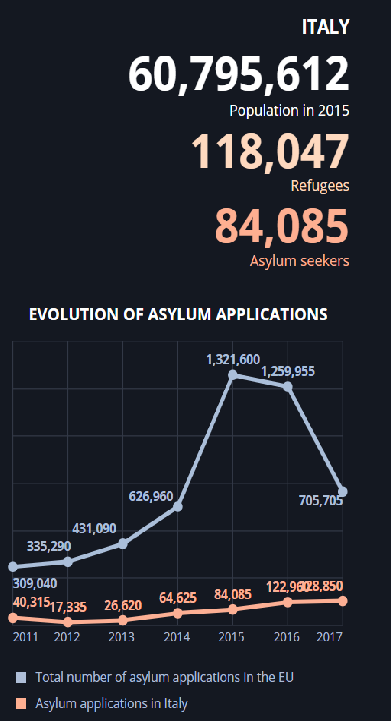 ITALY
60,795,612
Population in 2015
118,047
Refugees
84,085
Asylum seekers
EVOLUTION OF ASYLUM APPLICATIONS
1,321,600
1,259,955
626,960
705,705
431,090
335,290
309,040
40,315
17,335
26,620
64,625
84,085
2011 2012 2013 2014 2015 2016 2017
Total number of asylum applications in the EU
Asylum applications in Italy